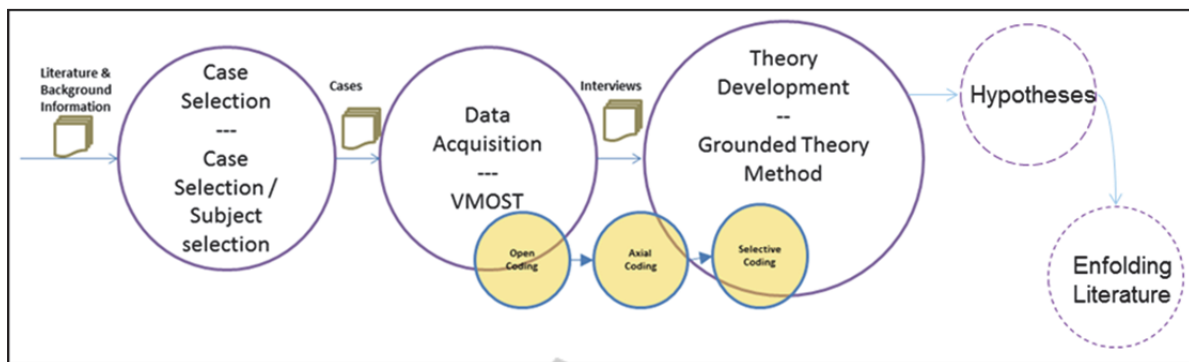 Literature &
Background
Information
Case
Selection
---
Case
Selection /
Subject
selection
Cases
Data
Acquisition
---
VMOST
Interviews
Theory
Development
--
Grounded Theory
Method
Open
Coding
Axial
Coding
Selective
Coding
Hypotheses
Enfolding
Literature